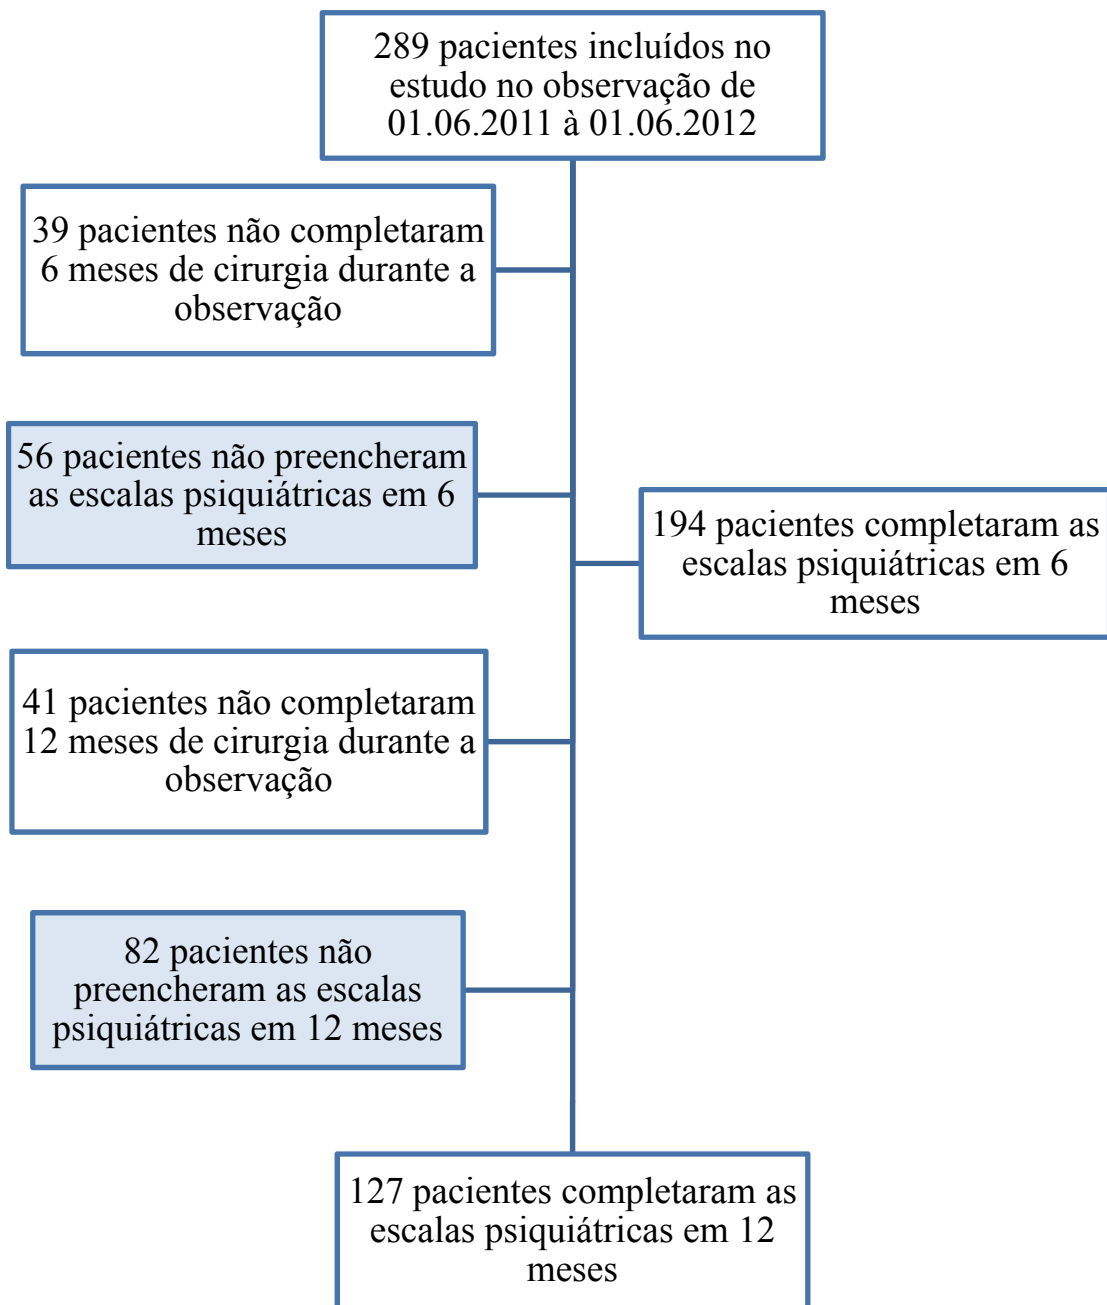 289 pacientes incluídos no
estudo no observação de
01.06.2011 à 01.06.2012
39 pacientes não completaram
6 meses de cirurgia durante a
observação
56 pacientes não preencheram
as escalas psiquiátricas em 6
meses
194 pacientes completaram as
escalas psiquiátricas em 6
meses
41 pacientes não completaram
12 meses de cirurgia durante a
observação
82 pacientes não
preencheram as escalas
psiquiátricas em 12 meses
127 pacientes completaram as
escalas psiquiátricas em 12
meses